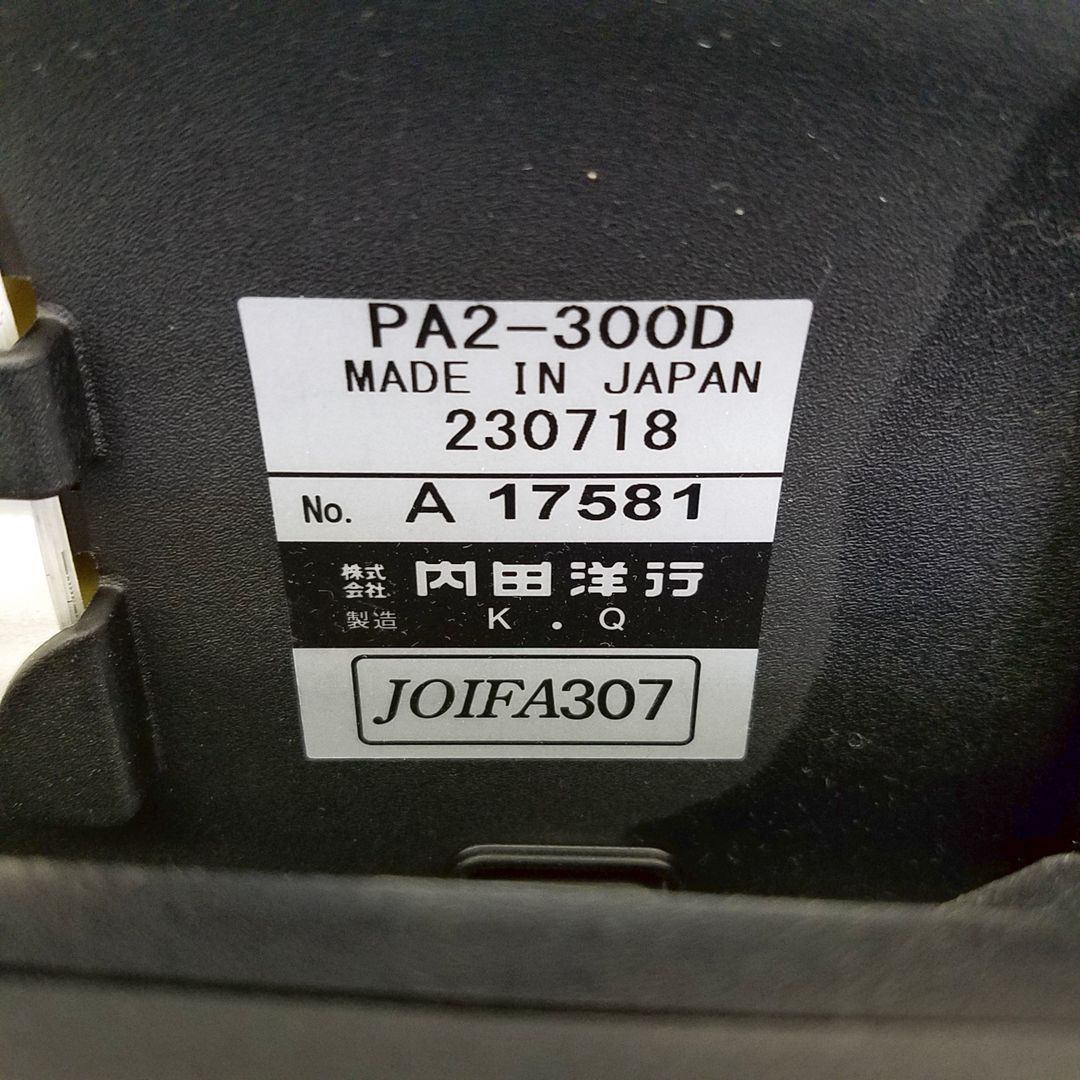 PA2-300D
MADE IN JAPAN
230718
No. A 17581
株式会社 内田洋行
製造 K . Q
JOIFA307